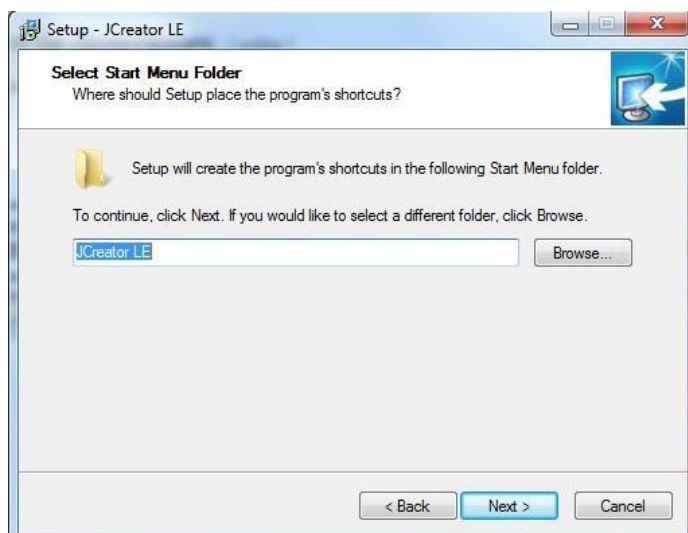 Setup - JCreator LE
Select Start Menu Folder
Where should Setup place the program's shortcuts?
Setup will create the program's shortcuts in the following Start Menu folder.
To continue, click Next. If you would like to select a different folder, click Browse.
JCreator LE
Browse...
< Back
Next >
Cancel